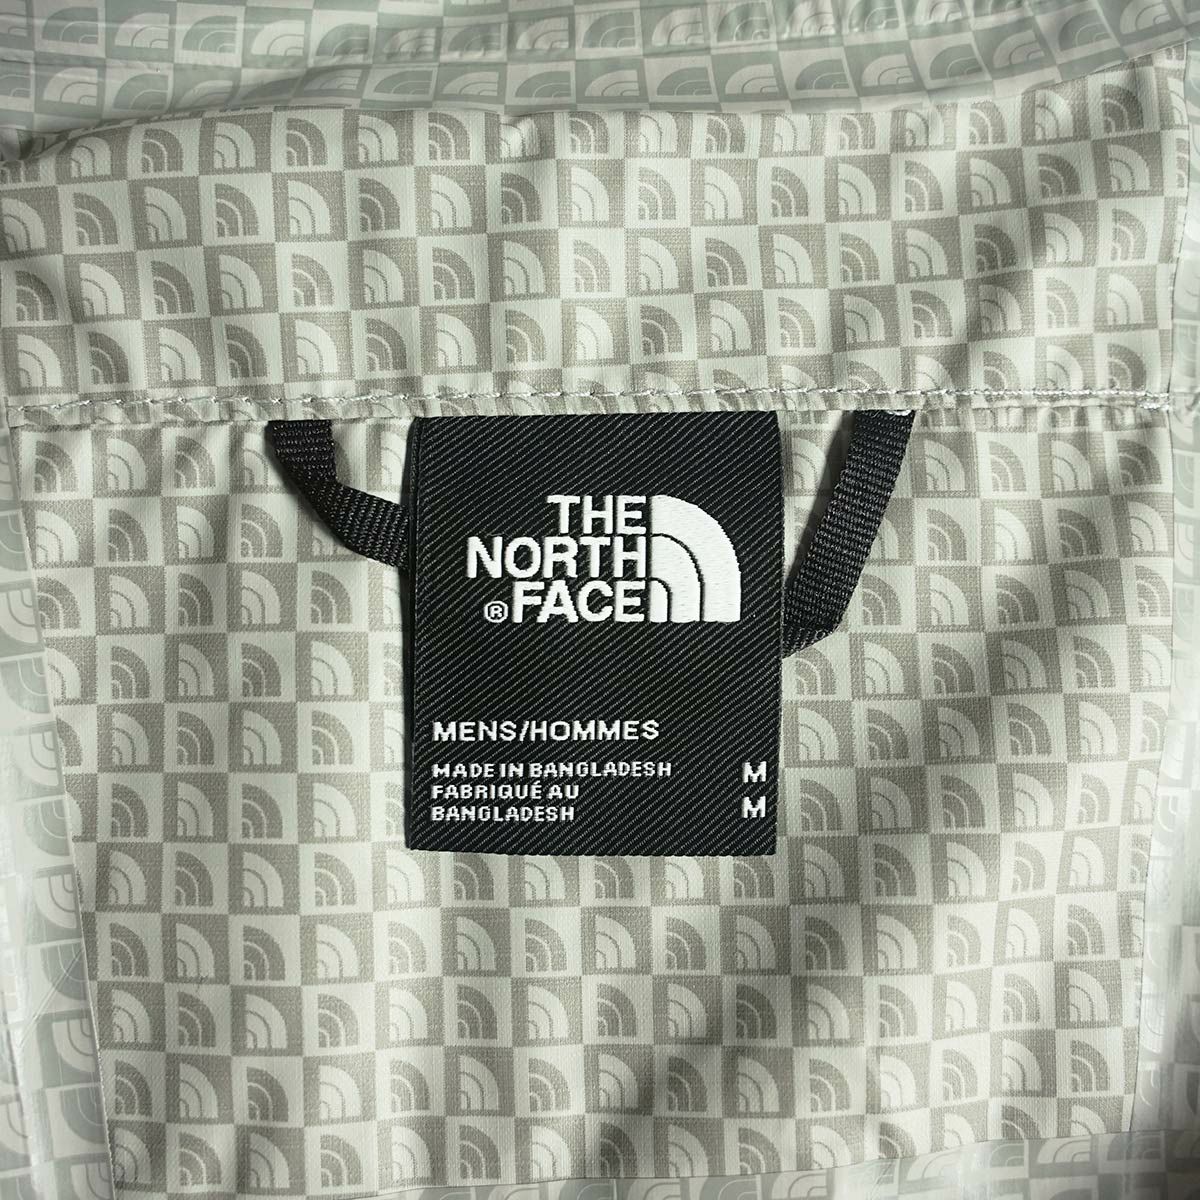 THE
NORTH
® FACE
MENS/HOMMES
MADE IN BANGLADESH M
FABRIQUÉ AU M
BANGLADESH